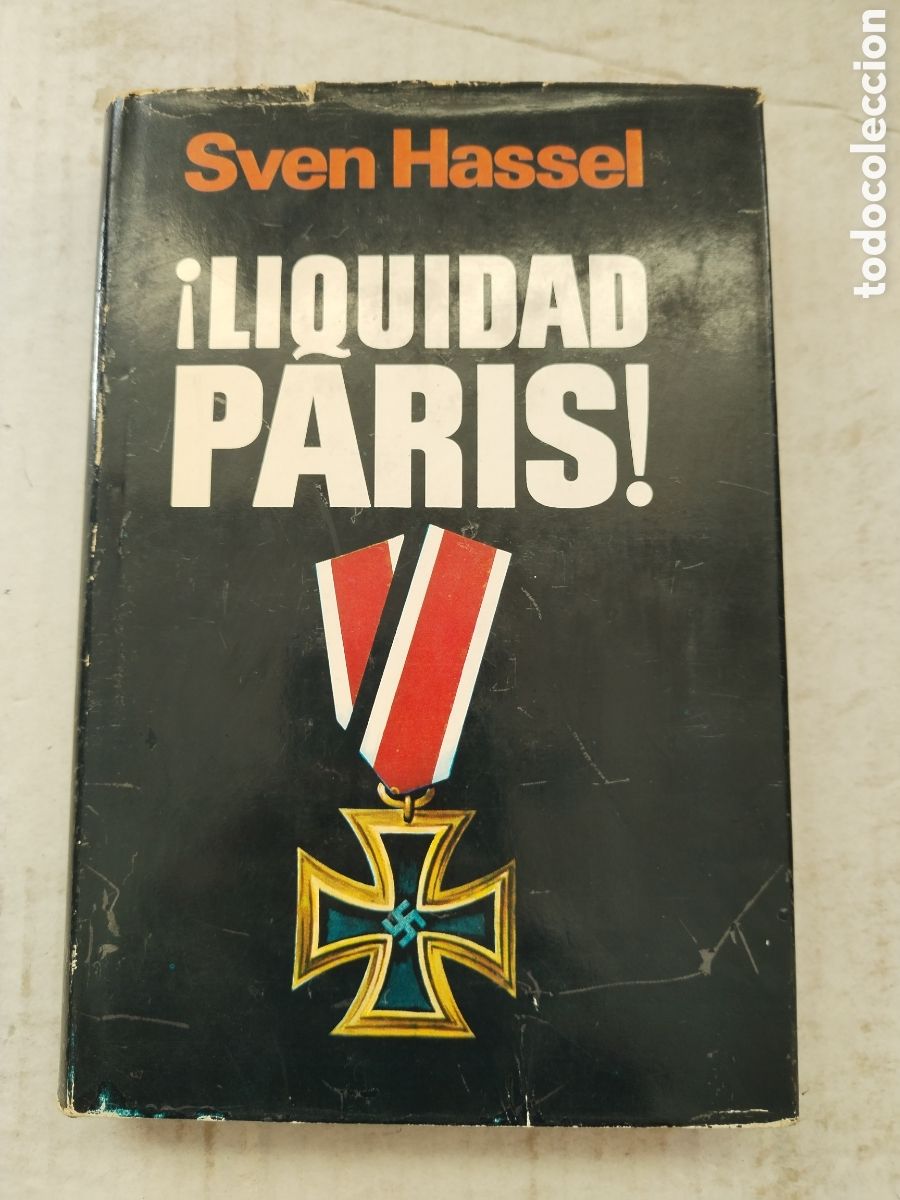 Sven Hassel
¡LIQUIDAD
PARIS!
todocoleccion